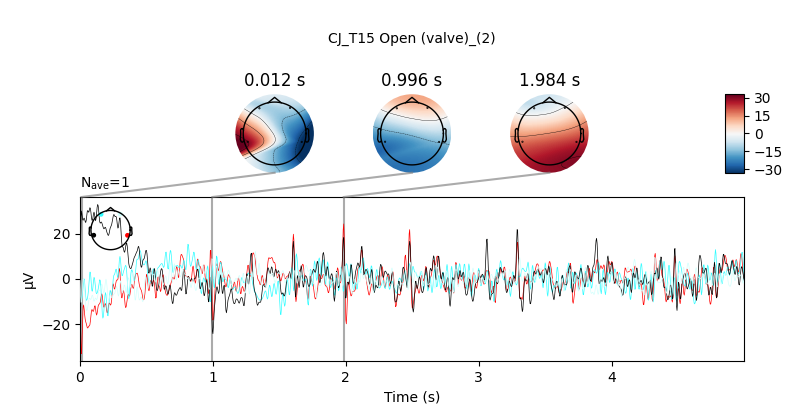 CJ_T15 Open (valve)_(2)
0.012 s 0.996 s 1.984 s
30
15
0
−15
−30
Nave=1
20
0
−20
µV
0 1 2 3 4
Time (s)